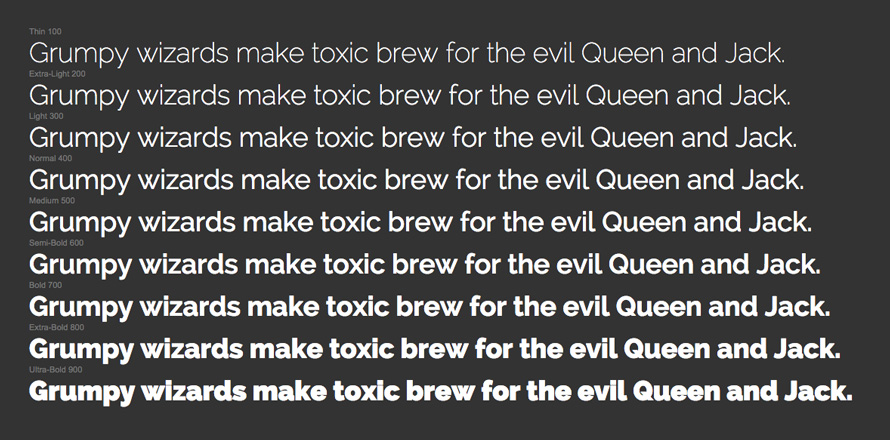 Thin 100
Grumpy wizards make toxic brew for the evil Queen and Jack.
Extra-Light 200
Grumpy wizards make toxic brew for the evil Queen and Jack.
Light 300
Grumpy wizards make toxic brew for the evil Queen and Jack.
Normal 400
Grumpy wizards make toxic brew for the evil Queen and Jack.
Medium 500
Grumpy wizards make toxic brew for the evil Queen and Jack.
Semi-Bold 600
Grumpy wizards make toxic brew for the evil Queen and Jack.
Bold 700
Grumpy wizards make toxic brew for the evil Queen and Jack.
Extra-Bold 800
Grumpy wizards make toxic brew for the evil Queen and Jack.
Ultra-Bold 900
Grumpy wizards make toxic brew for the evil Queen and Jack.